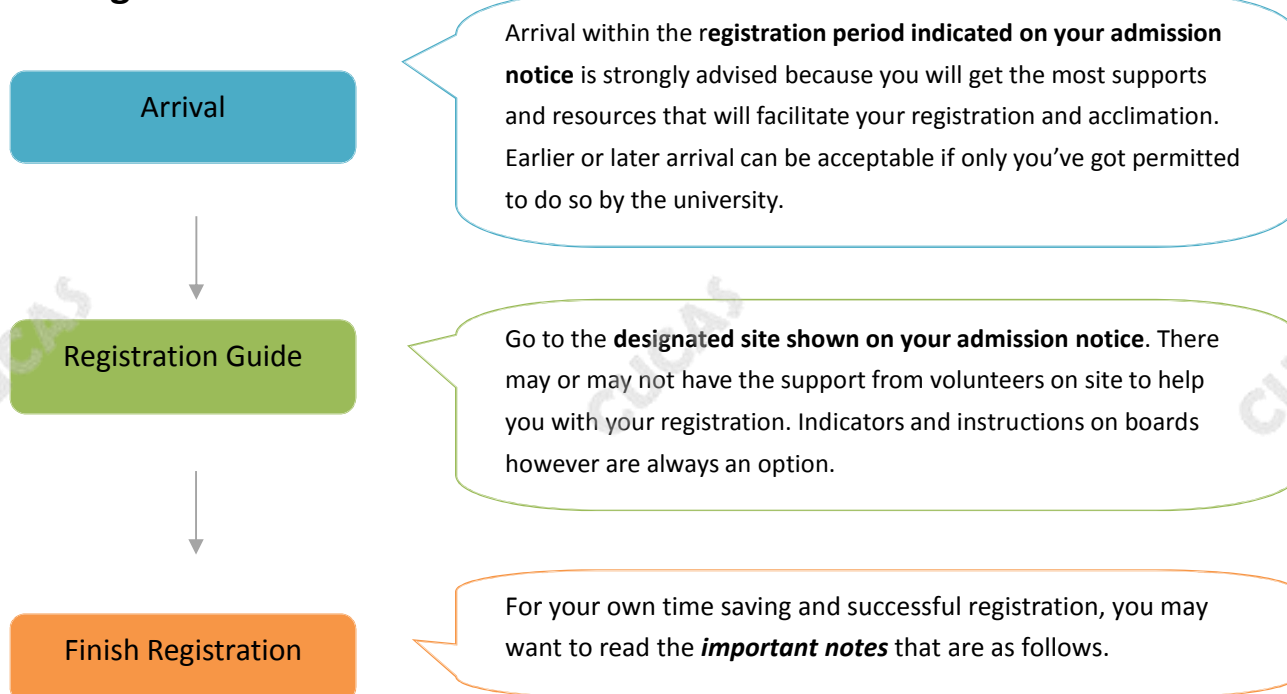 Arrival
Arrival within the registration period indicated on your admission
notice is strongly advised because you will get the most supports
and resources that will facilitate your registration and acclimation.
Earlier or later arrival can be acceptable if only you've got permitted
to do so by the university.
Registration Guide
Go to the designated site shown on your admission notice. There
may or may not have the support from volunteers on site to help
you with your registration. Indicators and instructions on boards
however are always an option.
Finish Registration
For your own time saving and successful registration, you may
want to read the important notes that are as follows.
CUCAS